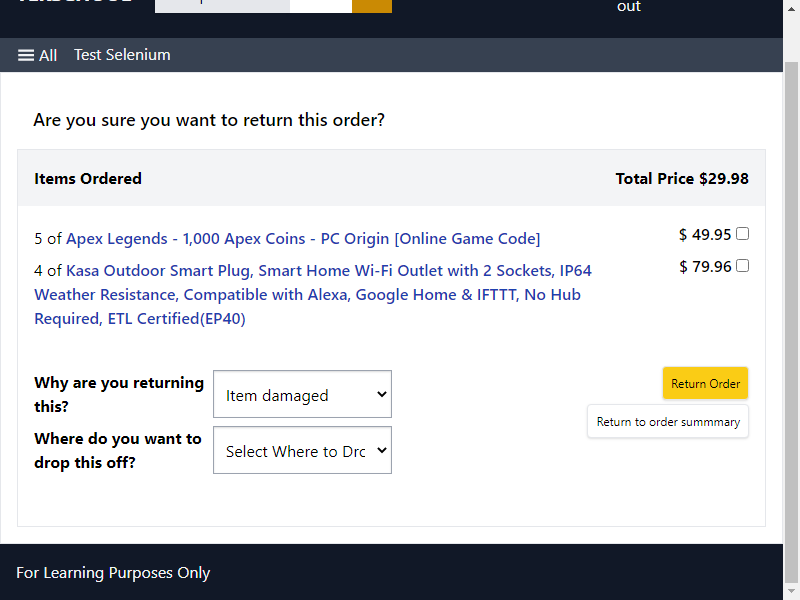 out
All Test Selenium
Are you sure you want to return this order?
Items Ordered Total Price $29.98
5 of Apex Legends - 1,000 Apex Coins - PC Origin [Online Game Code] $ 49.95
4 of Kasa Outdoor Smart Plug, Smart Home Wi-Fi Outlet with 2 Sockets, IP64 $ 79.96
Weather Resistance, Compatible with Alexa, Google Home & IFTTT, No Hub
Required, ETL Certified(EP40)
Why are you returning
this?
Item damaged
Return Order
Return to order summmary
Where do you want to
drop this off?
Select Where to Drc
For Learning Purposes Only